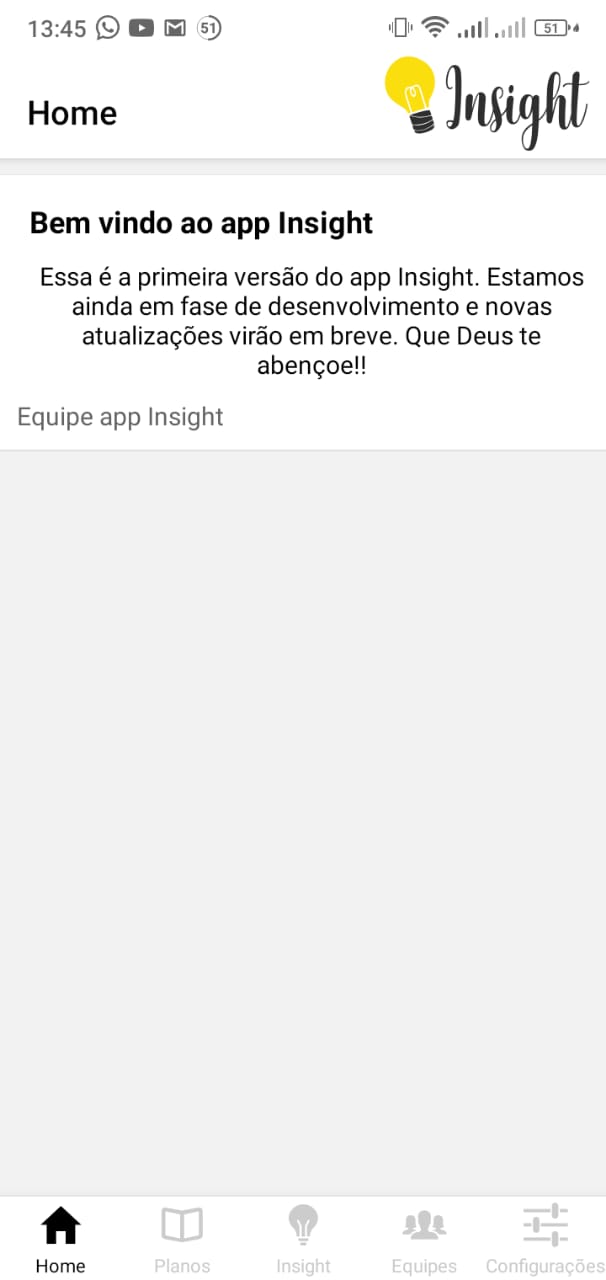 13:45 51 51
Home
Insight
Bem vindo ao app Insight
Essa é a primeira versão do app Insight. Estamos
ainda em fase de desenvolvimento e novas
atualizações virão em breve. Que Deus te
abençoe!!
Equipe app Insight
Home Planos Insight Equipes Configurações